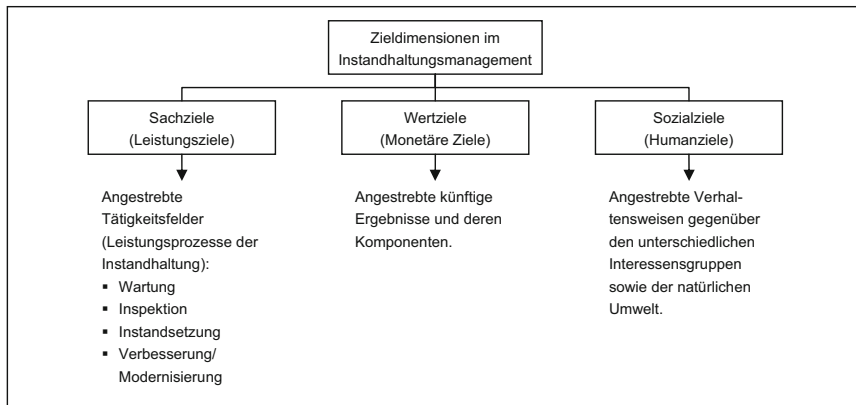 Zieldimensionen im
Instandhaltungsmanagement
Sachziele
(Leistungsziele)
Wertziele
(Monetäre Ziele)
Sozialziele
(Humanziele)
Angestrebte
Tätigkeitsfelder
(Leistungsprozesse der
Instandhaltung):
▪ Wartung
▪ Inspektion
▪ Instandsetzung
▪ Verbesserung/
Modernisierung
Angestrebte künftige
Ergebnisse und deren
Komponenten.
Angestrebte Verhal-
tensweisen gegenüber
den unterschiedlichen
Interessensgruppen
sowie der natürlichen
Umwelt.